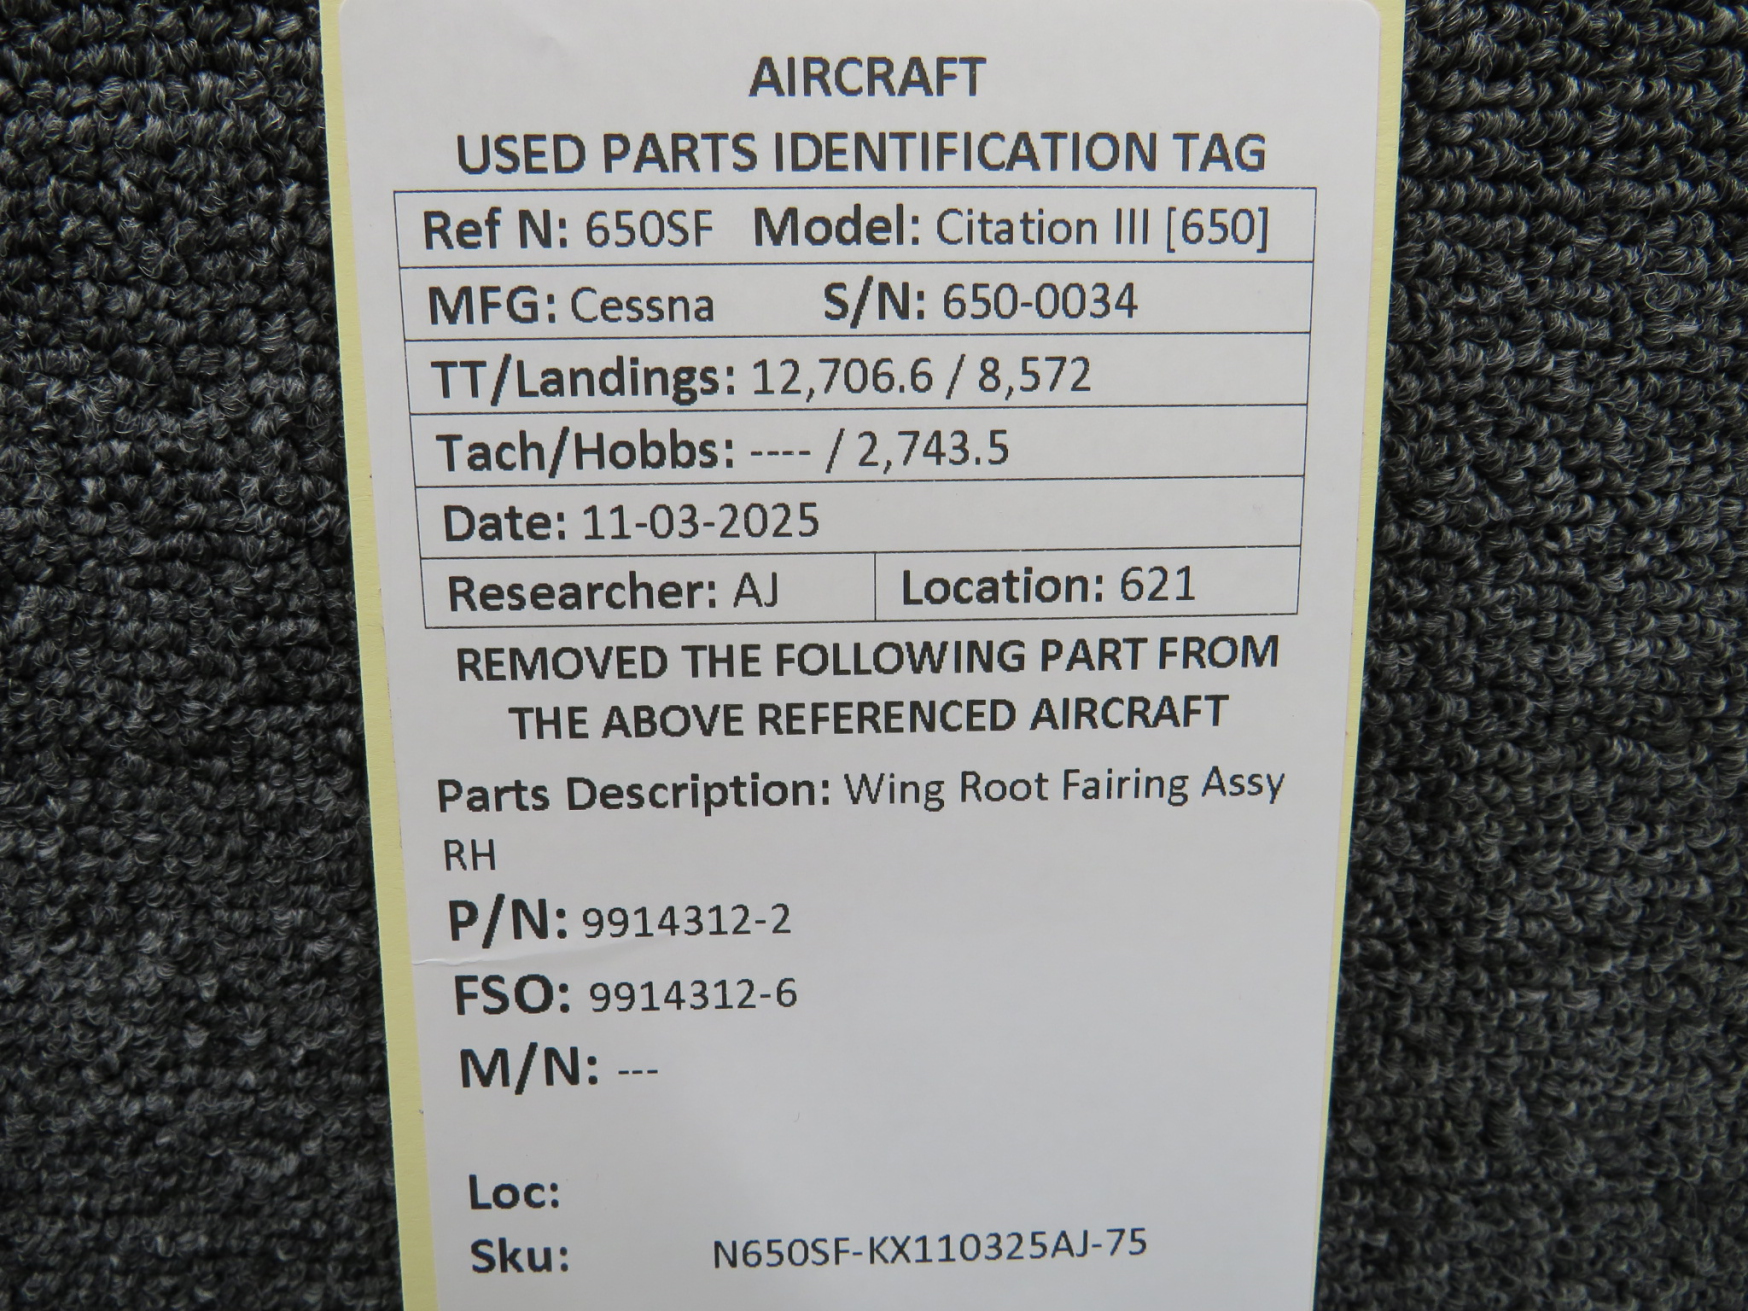 AIRCRAFT
USED PARTS IDENTIFICATION TAG
Ref N: 650SF Model: Citation III [650]
MFG: Cessna S/N: 650-0034
TT/Landings: 12,706.6 / 8,572
Tach/Hobbs: ---- / 2,743.5
Date: 11-03-2025
Researcher: AJ Location: 621
REMOVED THE FOLLOWING PART FROM
THE ABOVE REFERENCED AIRCRAFT
Parts Description: Wing Root Fairing Assy
RH
P/N: 9914312-2
FSO: 9914312-6
M/N: ---
Loc:
Sku: N650SF-KX110325AJ-75